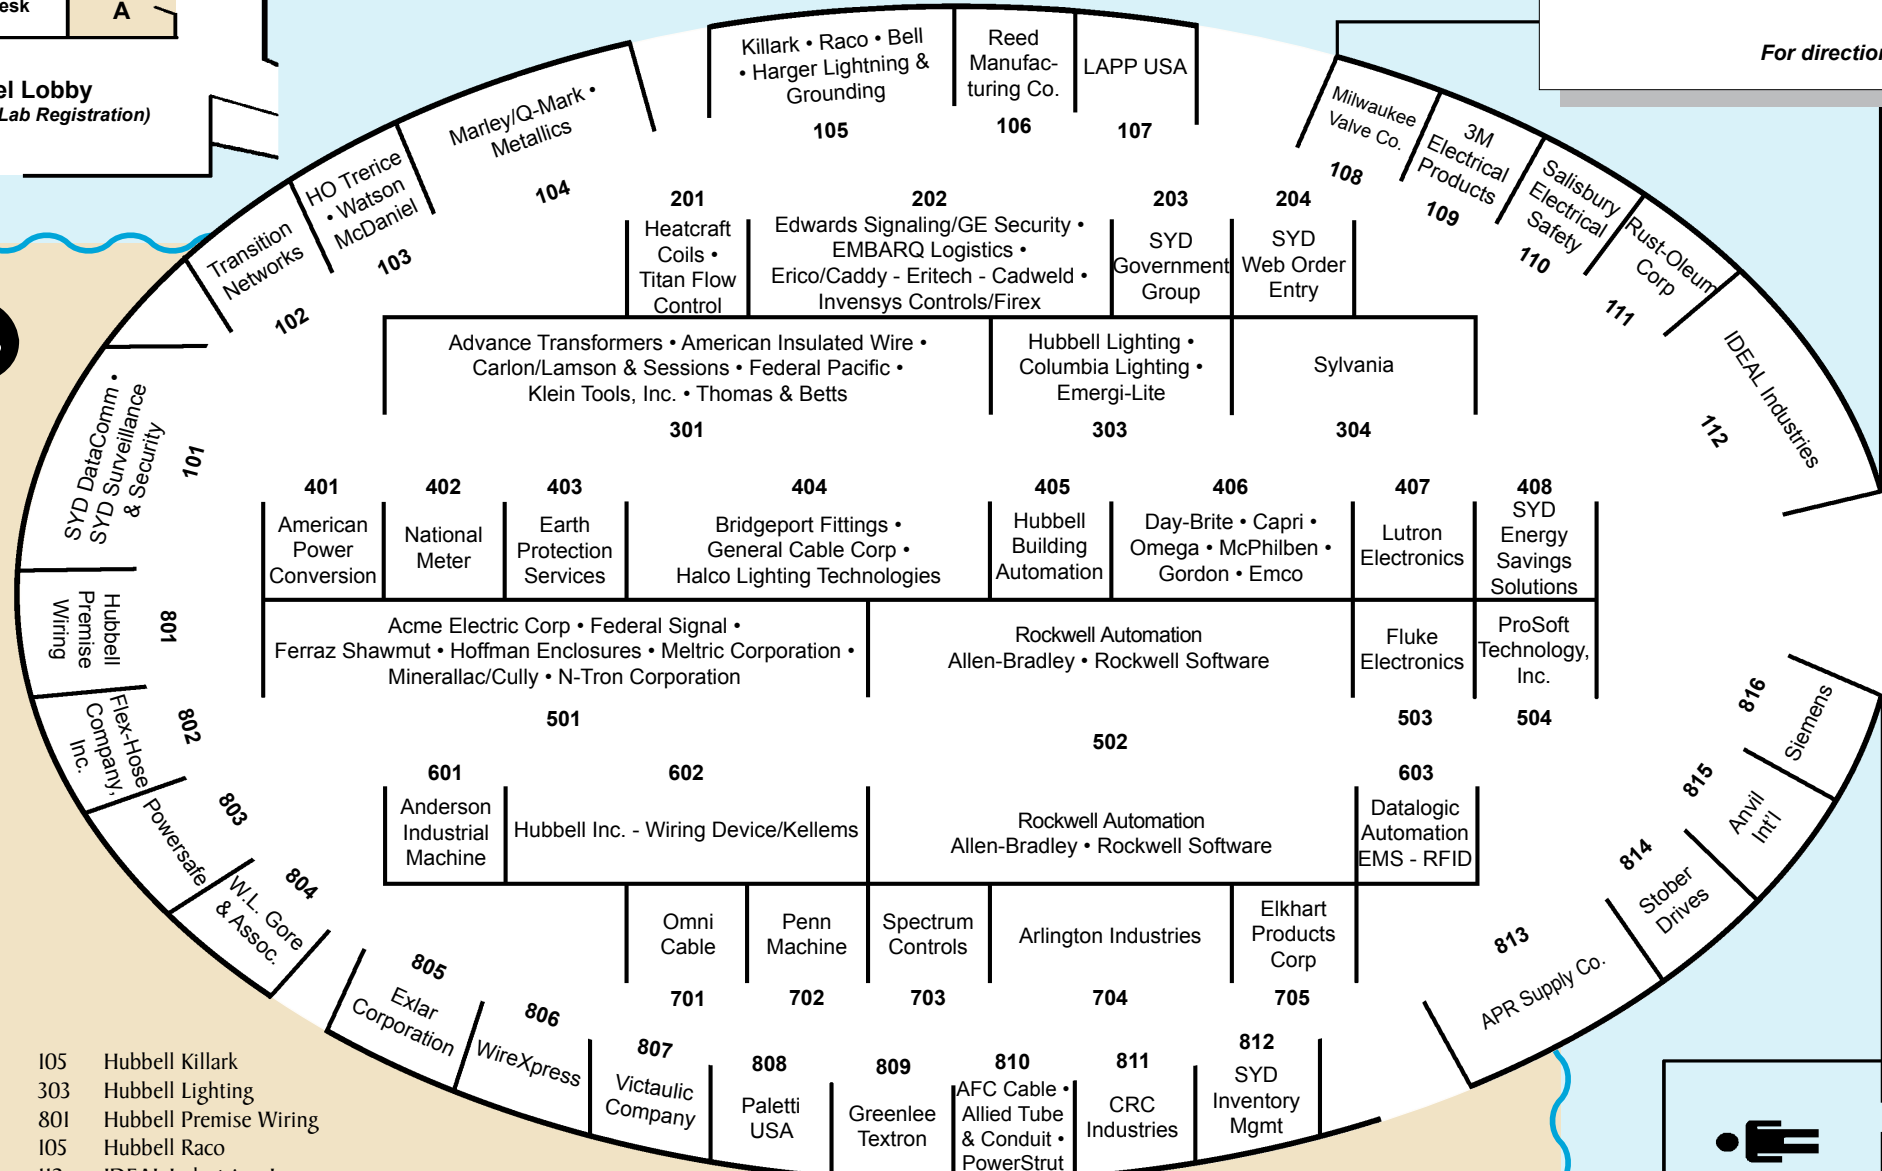 esk
A
el Lobby
Lab Registration)
For direction
Killark • Raco • Bell
• Harger Lightning &
Grounding
105
Reed
Manufac-
turing Co.
106
LAPP USA
107
Marley/Q-Mark •
Metallics
104
HO Trerice
• Watson
McDaniel
103
Transition
Networks
102
Milwaukee
Valve Co.
108
3M
Electrical
Products
109
Salisbury
Electrical
Safety
110
Rust-Oleum
Corp
111
IDEAL Industries
112
201
Heatcraft
Coils •
Titan Flow
Control
202
Edwards Signaling/GE Security •
EMBARQ Logistics •
Erico/Caddy - Eritech - Cadweld •
Invensys Controls/Firex
203
SYD
Government
Group
204
SYD
Web Order
Entry
Advance Transformers • American Insulated Wire •
Carlon/Lamson & Sessions • Federal Pacific •
Klein Tools, Inc. • Thomas & Betts
301
Hubbell Lighting •
Columbia Lighting •
Emergi-Lite
303
Sylvania
304
SYD DataComm •
SYD Surveillance
& Security
101
401
American
Power
Conversion
402
National
Meter
403
Earth
Protection
Services
404
Bridgeport Fittings •
General Cable Corp •
Halco Lighting Technologies
405
Hubbell
Building
Automation
406
Day-Brite • Capri •
Omega • McPhilben •
Gordon • Emco
407
Lutron
Electronics
408
SYD
Energy
Savings
Solutions
Hubbell
Premise
Wiring
801
Acme Electric Corp • Federal Signal •
Ferraz Shawmut • Hoffman Enclosures • Meltric Corporation •
Minerallac/Cully • N-Tron Corporation
501
Rockwell Automation
Allen-Bradley • Rockwell Software
502
Fluke
Electronics
503
ProSoft
Technology,
Inc.
504
Flex-Hose
Company,
Inc.
802
Powersafe
803
W.L. Gore
& Assoc.
804
601
Anderson
Industrial
Machine
602
Hubbell Inc. - Wiring Device/Kellems
Rockwell Automation
Allen-Bradley • Rockwell Software
603
Datalogic
Automation
EMS - RFID
816
Siemens
815
Anvil
Int'l
814
Stober
Drives
813
APR Supply Co.
Omni
Cable
701
Penn
Machine
702
Spectrum
Controls
703
Arlington Industries
704
Elkhart
Products
Corp
705
805
Exlar
Corporation
806
WireXpress
807
Victaulic
Company
808
Paletti
USA
809
Greenlee
Textron
810
AFC Cable •
Allied Tube
& Conduit •
PowerStrut
811
CRC
Industries
812
SYD
Inventory
Mgmt
105 Hubbell Killark
303 Hubbell Lighting
801 Hubbell Premise Wiring
105 Hubbell Raco